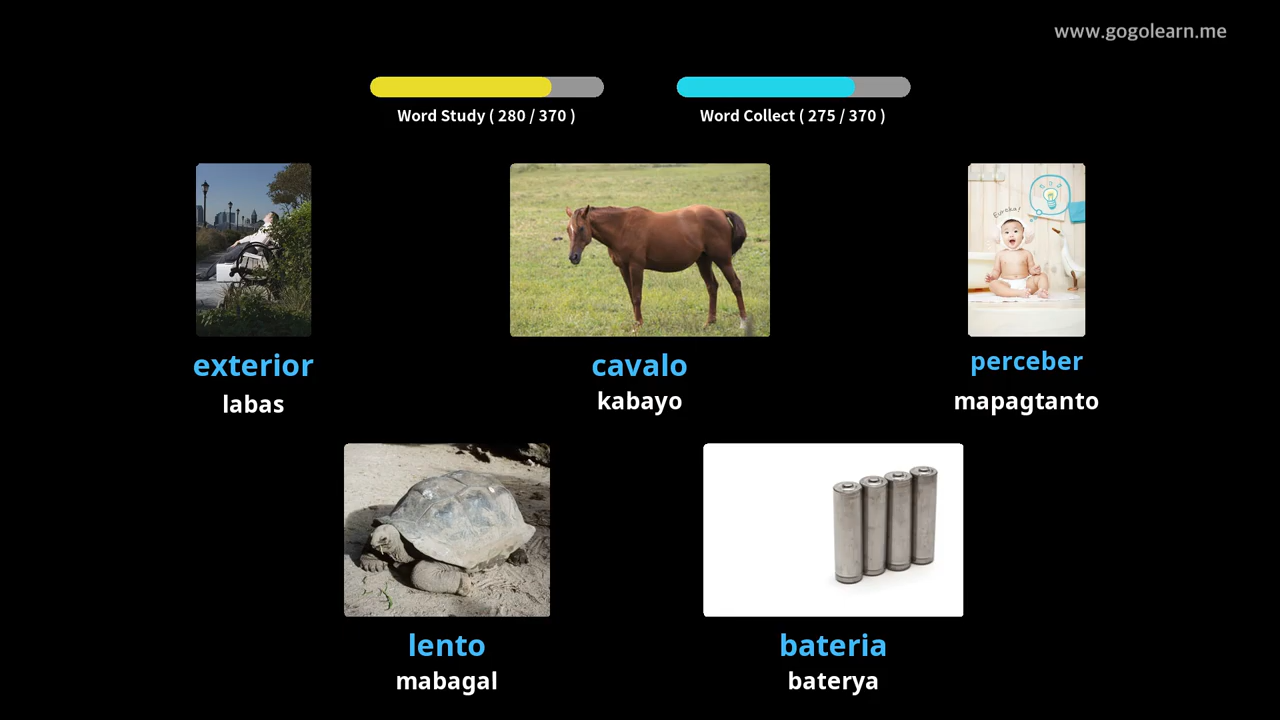 www.gogolearn.me
Word Study ( 280 / 370 )
Word Collect ( 275 / 370 )
Eureka!
exterior
cavalo
perceber
labas
kabayo
mapagtanto
lento
bateria
mabagal
baterya